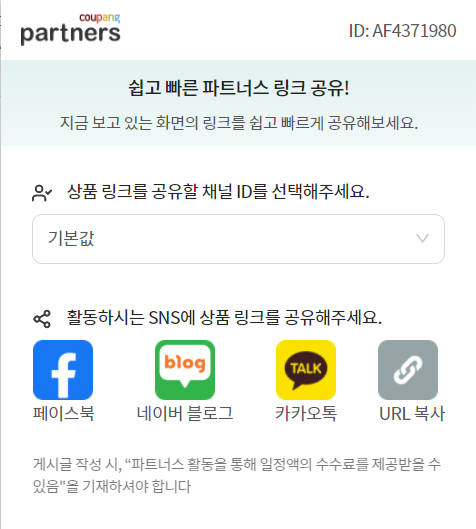 coupang
partners
ID: AF4371980
쉽고 빠른 파트너스 링크 공유!
지금 보고 있는 화면의 링크를 쉽고 빠르게 공유해보세요.
상품 링크를 공유할 채널 ID를 선택해주세요.
기본값
활동하시는 SNS에 상품 링크를 공유해주세요.
blog
TALK
페이스북 네이버 블로그 카카오톡 URL 복사
게시글 작성 시, “파트너스 활동을 통해 일정액의 수수료를 제공받을 수
있음"을 기재하셔야 합니다